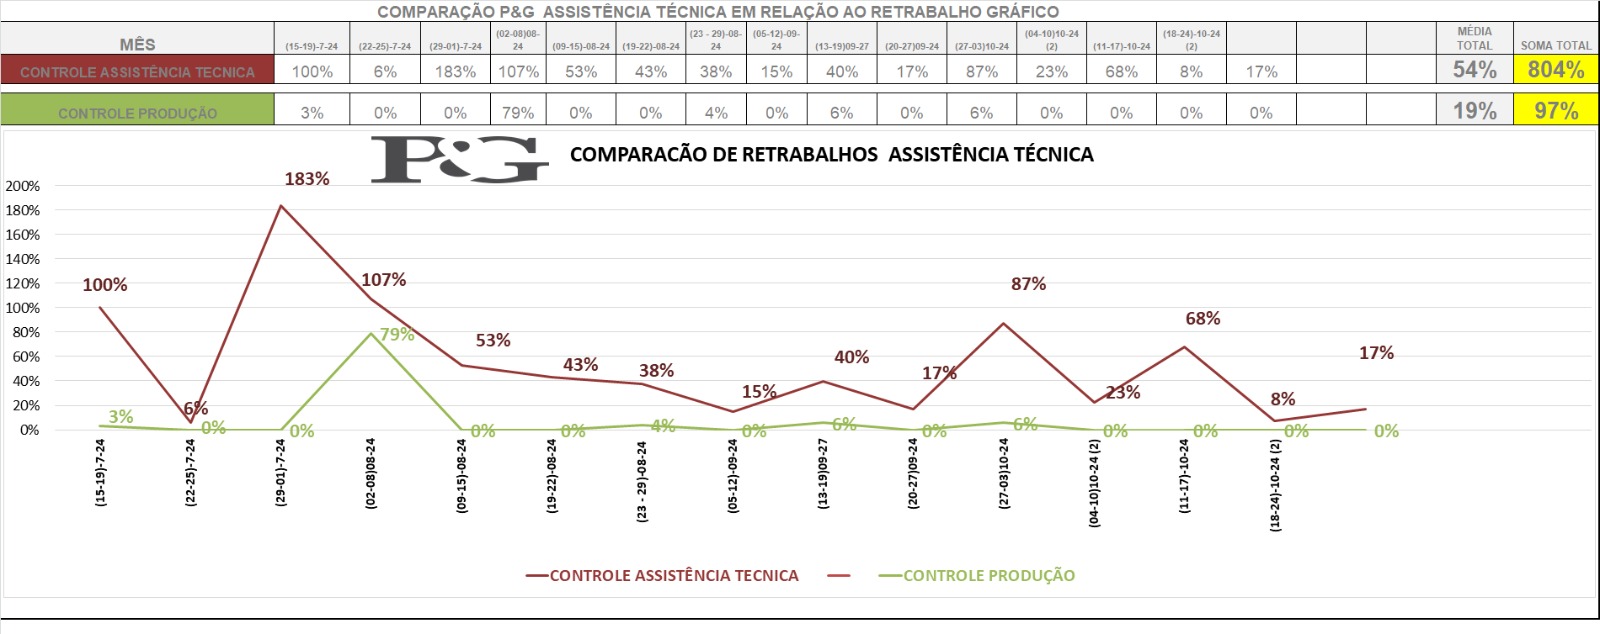 COMPARAÇÃO P&G ASSISTÊNCIA TÉCNICA EM RELAÇÃO AO RETRABALHO GRÁFICO
MÊS (15-19)-7-24 (22-25)-7-24 (29-01)-7-24 (02-08)08-24 (09-15)-08-24 (19-22)-08-24 (23 - 29)-08-24 (05-12)-09-24 (13-19)09-27 (20-27)09-24 (27-03)10-24 (04-10)10-24 (2) (11-17)-10-24 (18-24)-10-24 (2) MÉDIA TOTAL SOMA TOTAL
CONTROLE ASSISTÊNCIA TECNICA 100% 6% 183% 107% 53% 43% 38% 15% 40% 17% 87% 23% 68% 8% 17% 54% 804%
CONTROLE PRODUÇÃO 3% 0% 0% 79% 0% 0% 4% 0% 6% 0% 6% 0% 0% 0% 0% 19% 97%
P&G COMPARACÃO DE RETRABALHOS ASSISTÊNCIA TÉCNICA
200%
180%
160%
140%
120%
100%
80%
60%
40%
20%
0%
100% 6% 183% 107% 53% 43% 38% 15% 40% 17% 87% 23% 68% 8% 17%
3% 0% 0% 79% 0% 0% 4% 0% 6% 0% 6% 0% 0% 0% 0%
(15-19)-7-24
(22-25)-7-24
(29-01)-7-24
(02-08)08-24
(09-15)-08-24
(19-22)-08-24
(23 - 29)-08-24
(05-12)-09-24
(13-19)09-27
(20-27)09-24
(27-03)10-24
(04-10)10-24 (2)
(11-17)-10-24
(18-24)-10-24 (2)
CONTROLE ASSISTÊNCIA TECNICA CONTROLE PRODUÇÃO